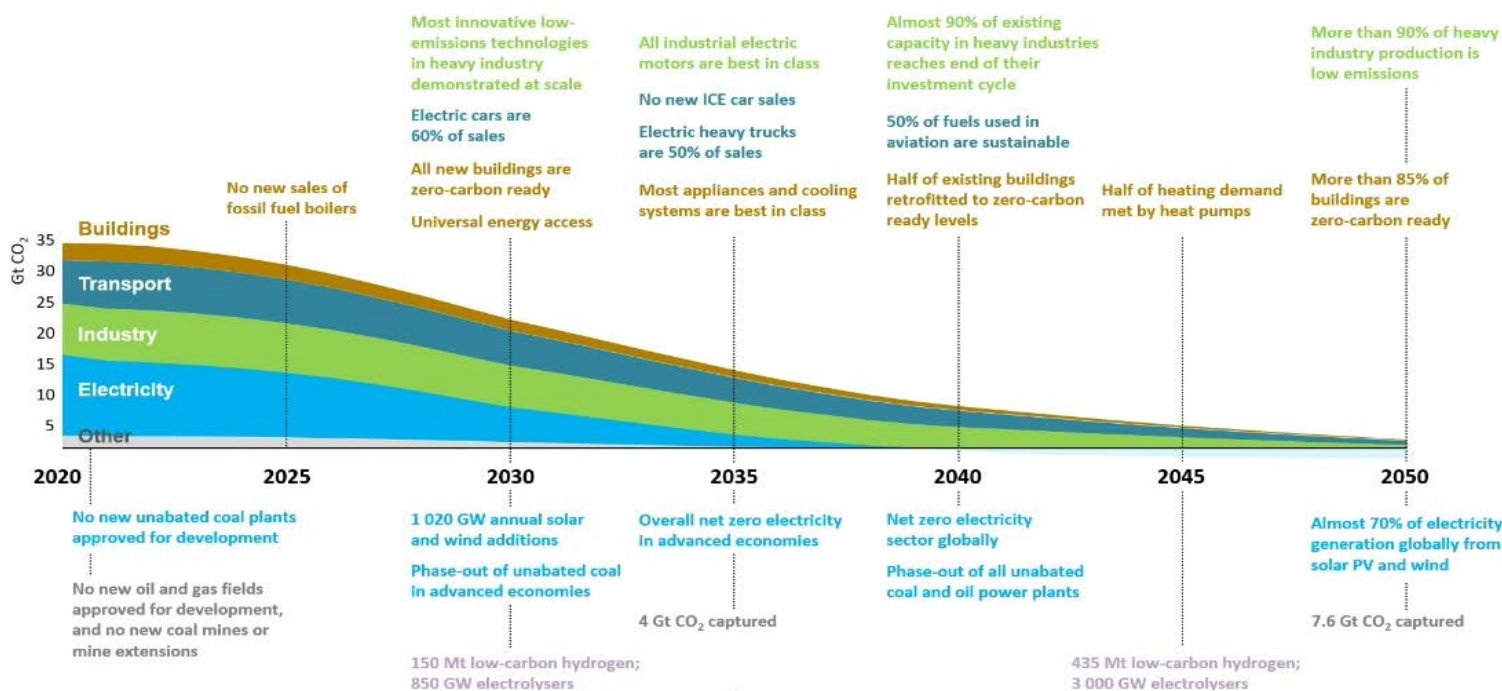 Most innovative low-
emissions technologies
in heavy industry
demonstrated at scale
Electric cars are
60% of sales
All new buildings are
zero-carbon ready
Universal energy access
All industrial electric
motors are best in class
No new ICE car sales
Electric heavy trucks
are 50% of sales
Most appliances and cooling
systems are best in class
Almost 90% of existing
capacity in heavy industries
reaches end of their
investment cycle
50% of fuels used in
aviation are sustainable
Half of existing buildings
retrofitted to zero-carbon
ready levels
More than 90% of heavy
industry production is
low emissions
No new sales of
fossil fuel boilers
Half of heating demand
met by heat pumps
More than 85% of
buildings are
zero-carbon ready
Gt CO₂
35
30
25
20
15
10
5
Buildings
Transport
Industry
Electricity
Other
2020 2025 2030 2035 2040 2045 2050
No new unabated coal plants
approved for development
No new oil and gas fields
approved for development,
and no new coal mines or
mine extensions
1 020 GW annual solar
and wind additions
Phase-out of unabated coal
in advanced economies
150 Mt low-carbon hydrogen;
850 GW electrolysers
Overall net zero electricity
in advanced economies
4 Gt CO₂ captured
Net zero electricity
sector globally
Phase-out of all unabated
coal and oil power plants
435 Mt low-carbon hydrogen;
3 000 GW electrolysers
Almost 70% of electricity
generation globally from
solar PV and wind
7.6 Gt CO₂ captured